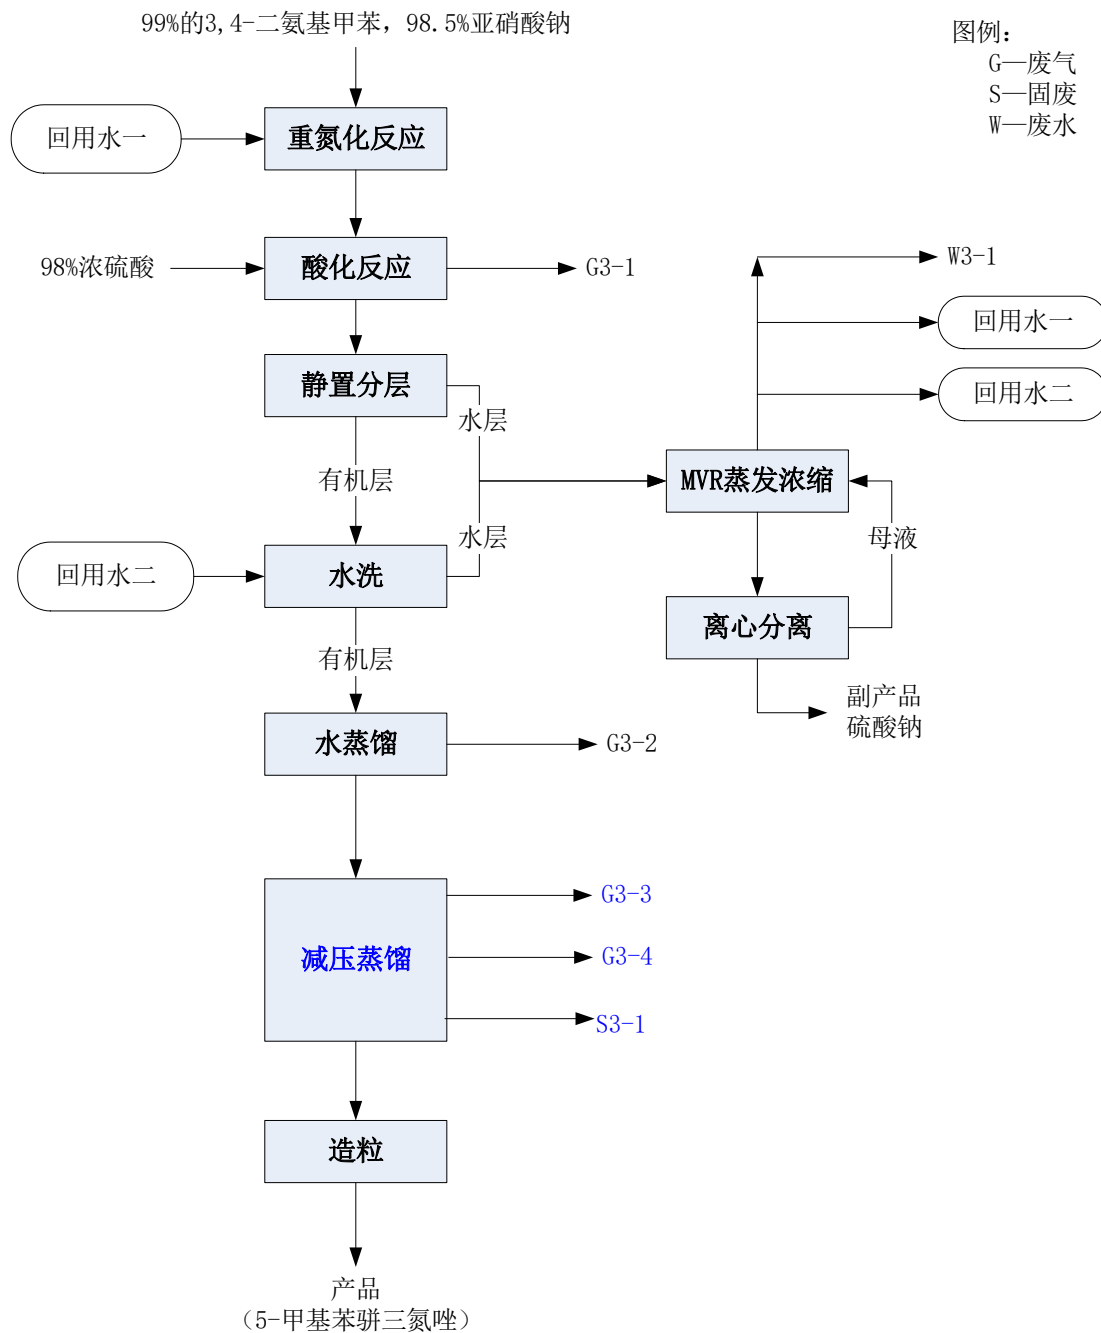 99%的3,4-二氨基甲苯，98.5%亚硝酸钠
图例：
G—废气
S—固废
W—废水
回用水一
重氮化反应
98%浓硫酸
酸化反应
G3-1
W3-1
回用水一
静置分层
水层
回用水二
有机层
MVR蒸发浓缩
水层
母液
回用水二
水洗
离心分离
有机层
副产品
硫酸钠
水蒸馏
G3-2
G3-3
减压蒸馏
G3-4
S3-1
造粒
产品
（5-甲基苯骈三氮唑）